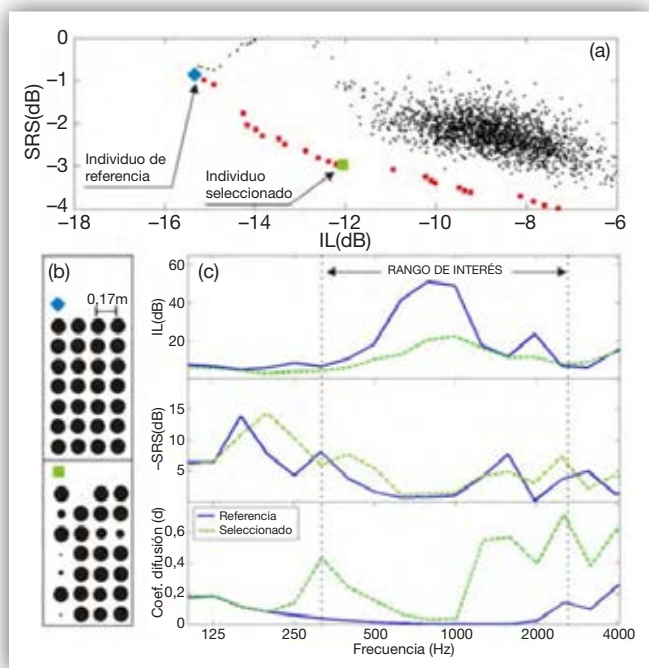 0
-1
-2
-3
-4
SRS(dB)
(a)
Individuo de
referencia
Individuo
seleccionado
-18
-16
-14
-12
-10
-8
-6
IL(dB)
(b)
0,17m
(c)
60
40
20
IL(dB)
RANGO DE INTERÉS
15
10
5
–SRS(dB)
0,6
0,4
0,2
0
Coef. difusión (d)
Referencia
Seleccionado
125
250
500
1000
2000
4000
Frecuencia (Hz)